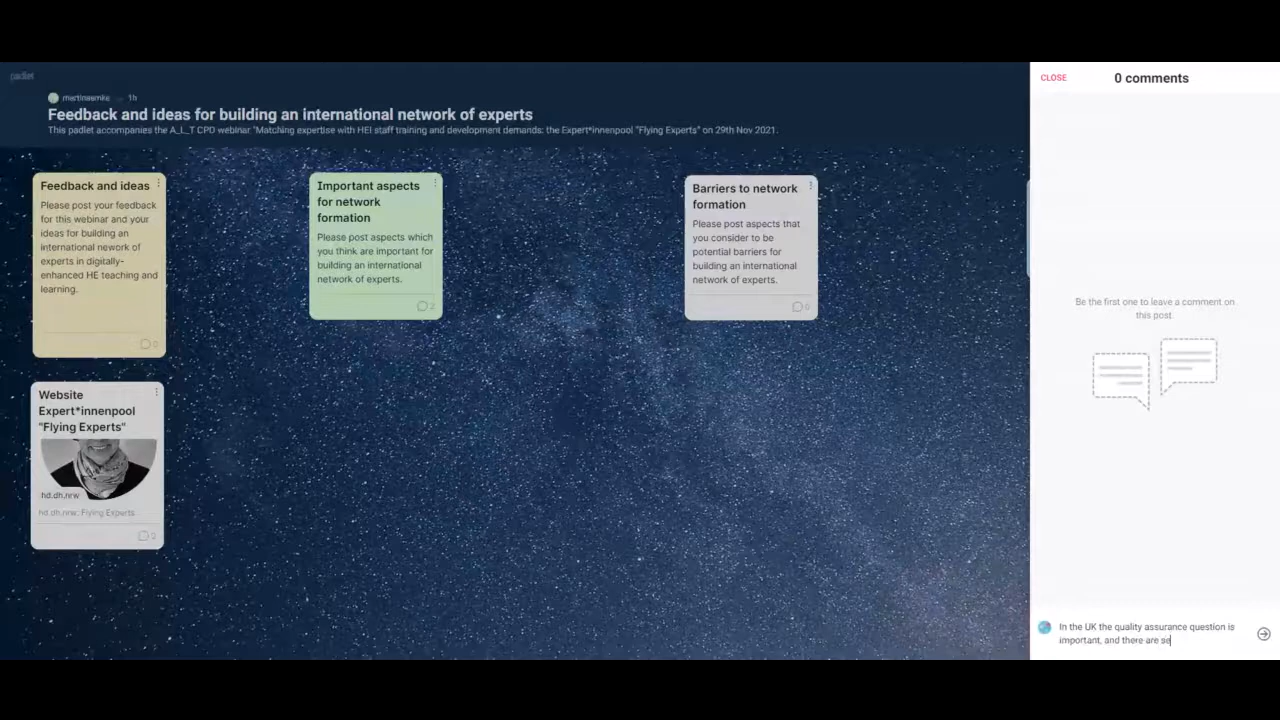 padlet
martinaemke 1h
Feedback and ideas for building an international network of experts
This padlet accompanies the A_L_T CPD webinar "Matching expertise with HEI staff training and development demands: the Expert*innenpool "Flying Experts" on 29th Nov 2021.
Feedback and ideas
Please post your feedback
for this webinar and your
ideas for building an
international nework of
experts in digitally-
enhanced HE teaching and
learning.
Important aspects
for network
formation
Please post aspects which
you think are important for
building an international
network of experts.
2
Barriers to network
formation
Please post aspects that
you consider to be
potential barriers for
building an international
network of experts.
0
Website
Expert*innenpool
"Flying Experts"
hd.dh.nrw
hd.dh.nrw: Flying Experts
CLOSE
0 comments
Be the first one to leave a comment on
this post
In the UK the quality assurance question is
important, and there are se